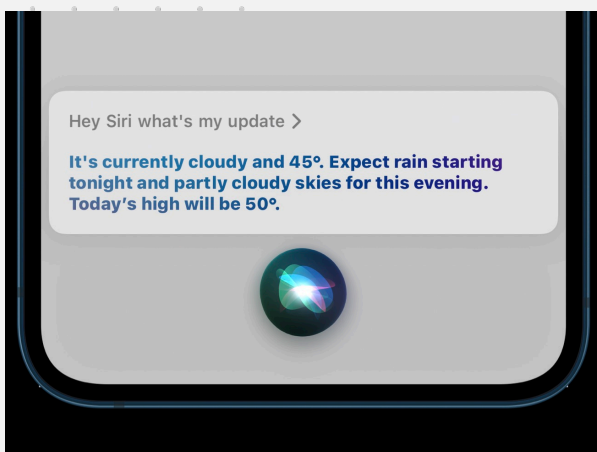 Hey Siri what's my update >
It's currently cloudy and 45°. Expect rain starting
tonight and partly cloudy skies for this evening.
Today’s high will be 50°.